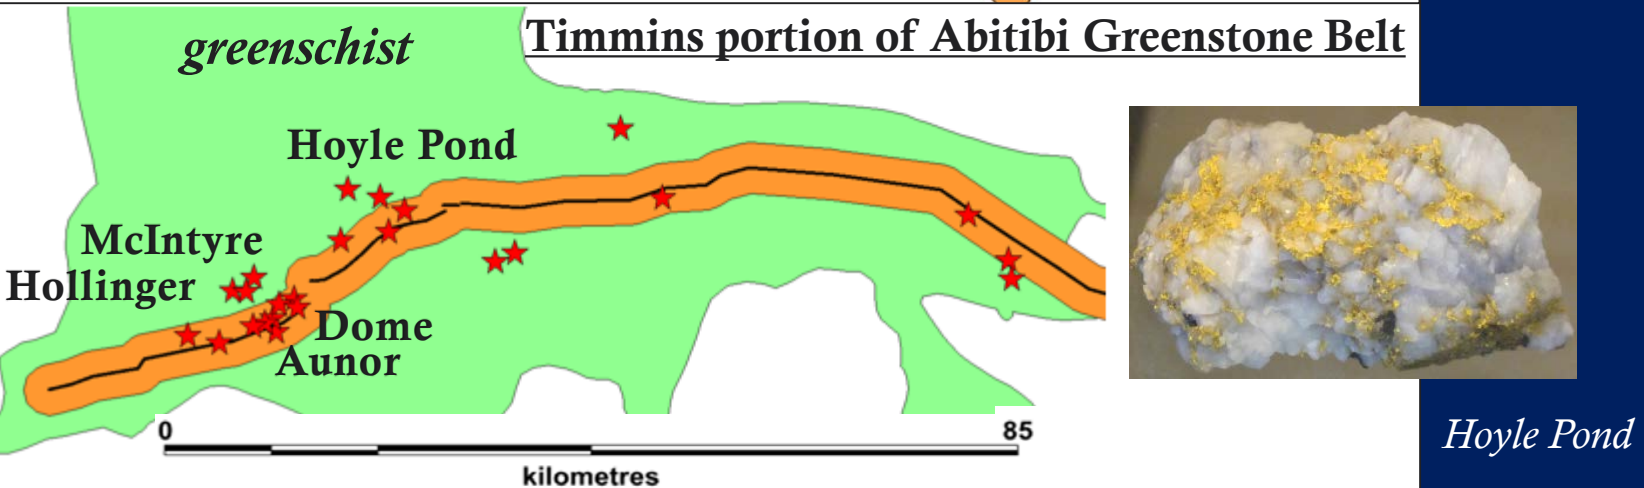 Timmins portion of Abitibi Greenstone Belt
greenschist
Hoyle Pond
McIntyre
Hollinger
Dome
Aunor
0 85
kilometres
Hoyle Pond